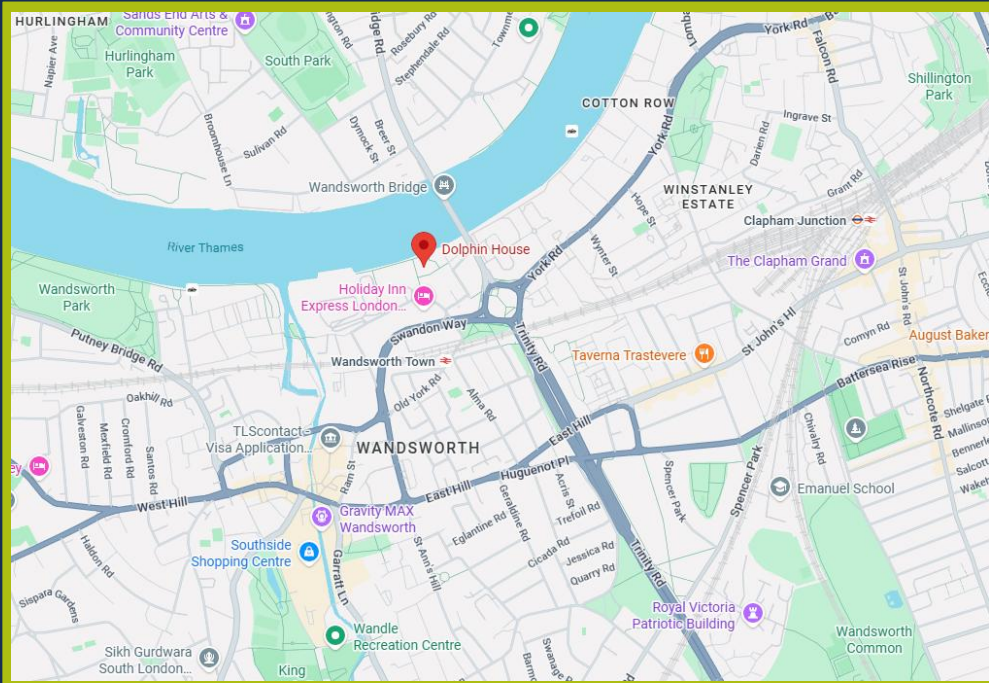 HURLINGHAM
Sands End Arts &
Community Centre
Napier Ave
Hurlingham
Park
South Park
Rosebury Rd
Stephendale Rd
York Rd
Falcon Rd
Shillington
Park
COTTON ROW
Ingrave St
Darien Rd
Broomhouse Ln
Sulivan Rd
Dymock St
Breer St
York Rd
Wandsworth Bridge
WINSTANLEY
ESTATE
Grant Rd
Hope St
Clapham Junction
River Thames
Dolphin House
Wynter St
The Clapham Grand
York Rd
Wandsworth
Park
Holiday Inn
Express London...
St John's Rd
Swandon Way
Trinity Rd
St John's Hl
Comyn Rd
August Baker
Putney Bridge Rd
Wandsworth Town
Taverna Trastevere
Battersea Rise
Northcote Rd
Oakhill Rd
Old York Rd
Alma Rd
Galveston Rd
Mexfield Rd
Cromford Rd
Santos Rd
TLScontact -
Visa Application...
WANDSWORTH
East Hill
Chivalry Rd
Huguenot Pl
Ram St
East Hill
West Hill
Geraldine Rd
Acris St
Trefoil Rd
Spencer Park
Spencer Park
Emanuel School
Gravity MAX
Wandsworth
Eglantine Rd
Southside
Shopping Centre
Haldon Rd
Garratt Ln
St Ann's Hill
Cicada Rd
Jessica Rd
Quarry Rd
Trinity Rd
Sispara Gardens
Royal Victoria
Patriotic Building
Wandle
Recreation Centre
Wandsworth
Common
Sikh Gurdwara
South London...
King
Swanage Rd